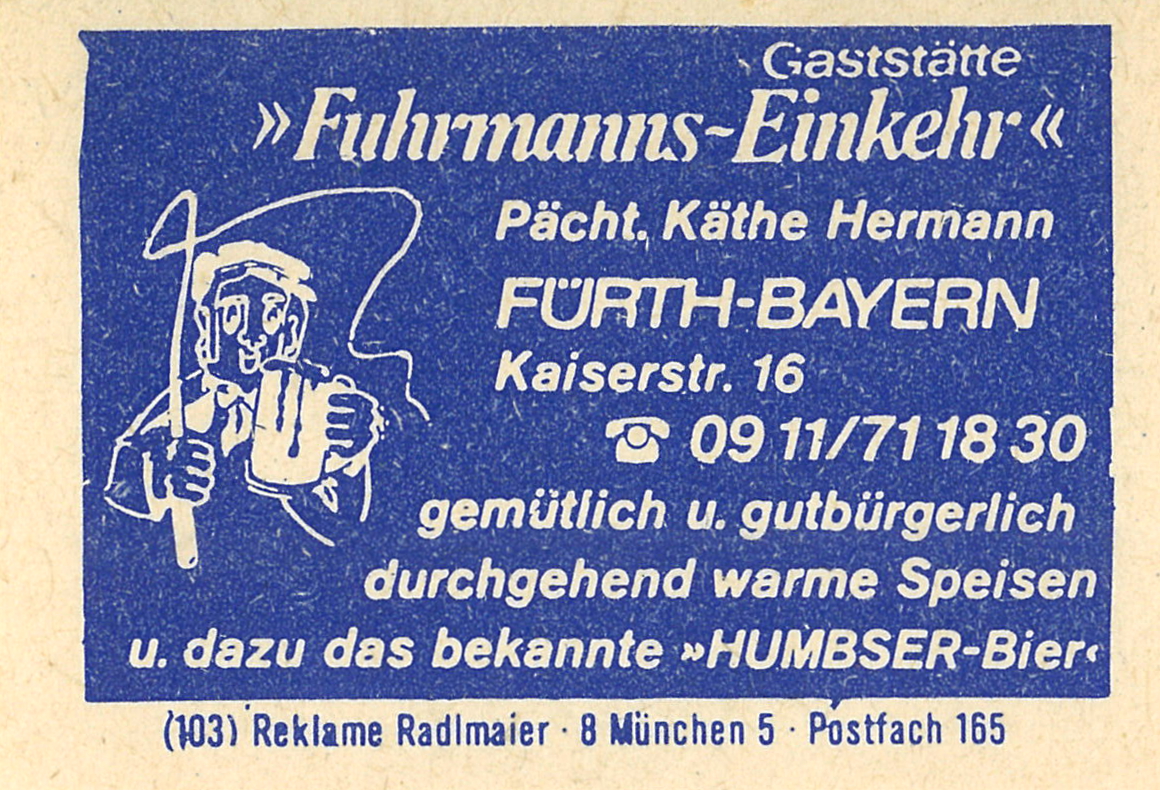 Gaststätte
»Fuhrmanns-Einkehr«
Pächt. Käthe Hermann
FÜRTH-BAYERN
Kaiserstr. 16
☎ 09 11/71 18 30
gemütlich u. gutbürgerlich
durchgehend warme Speisen
u. dazu das bekannte »HUMBSER-Bier‹
(103) Reklame Radlmaier · 8 München 5 · Postfach 165